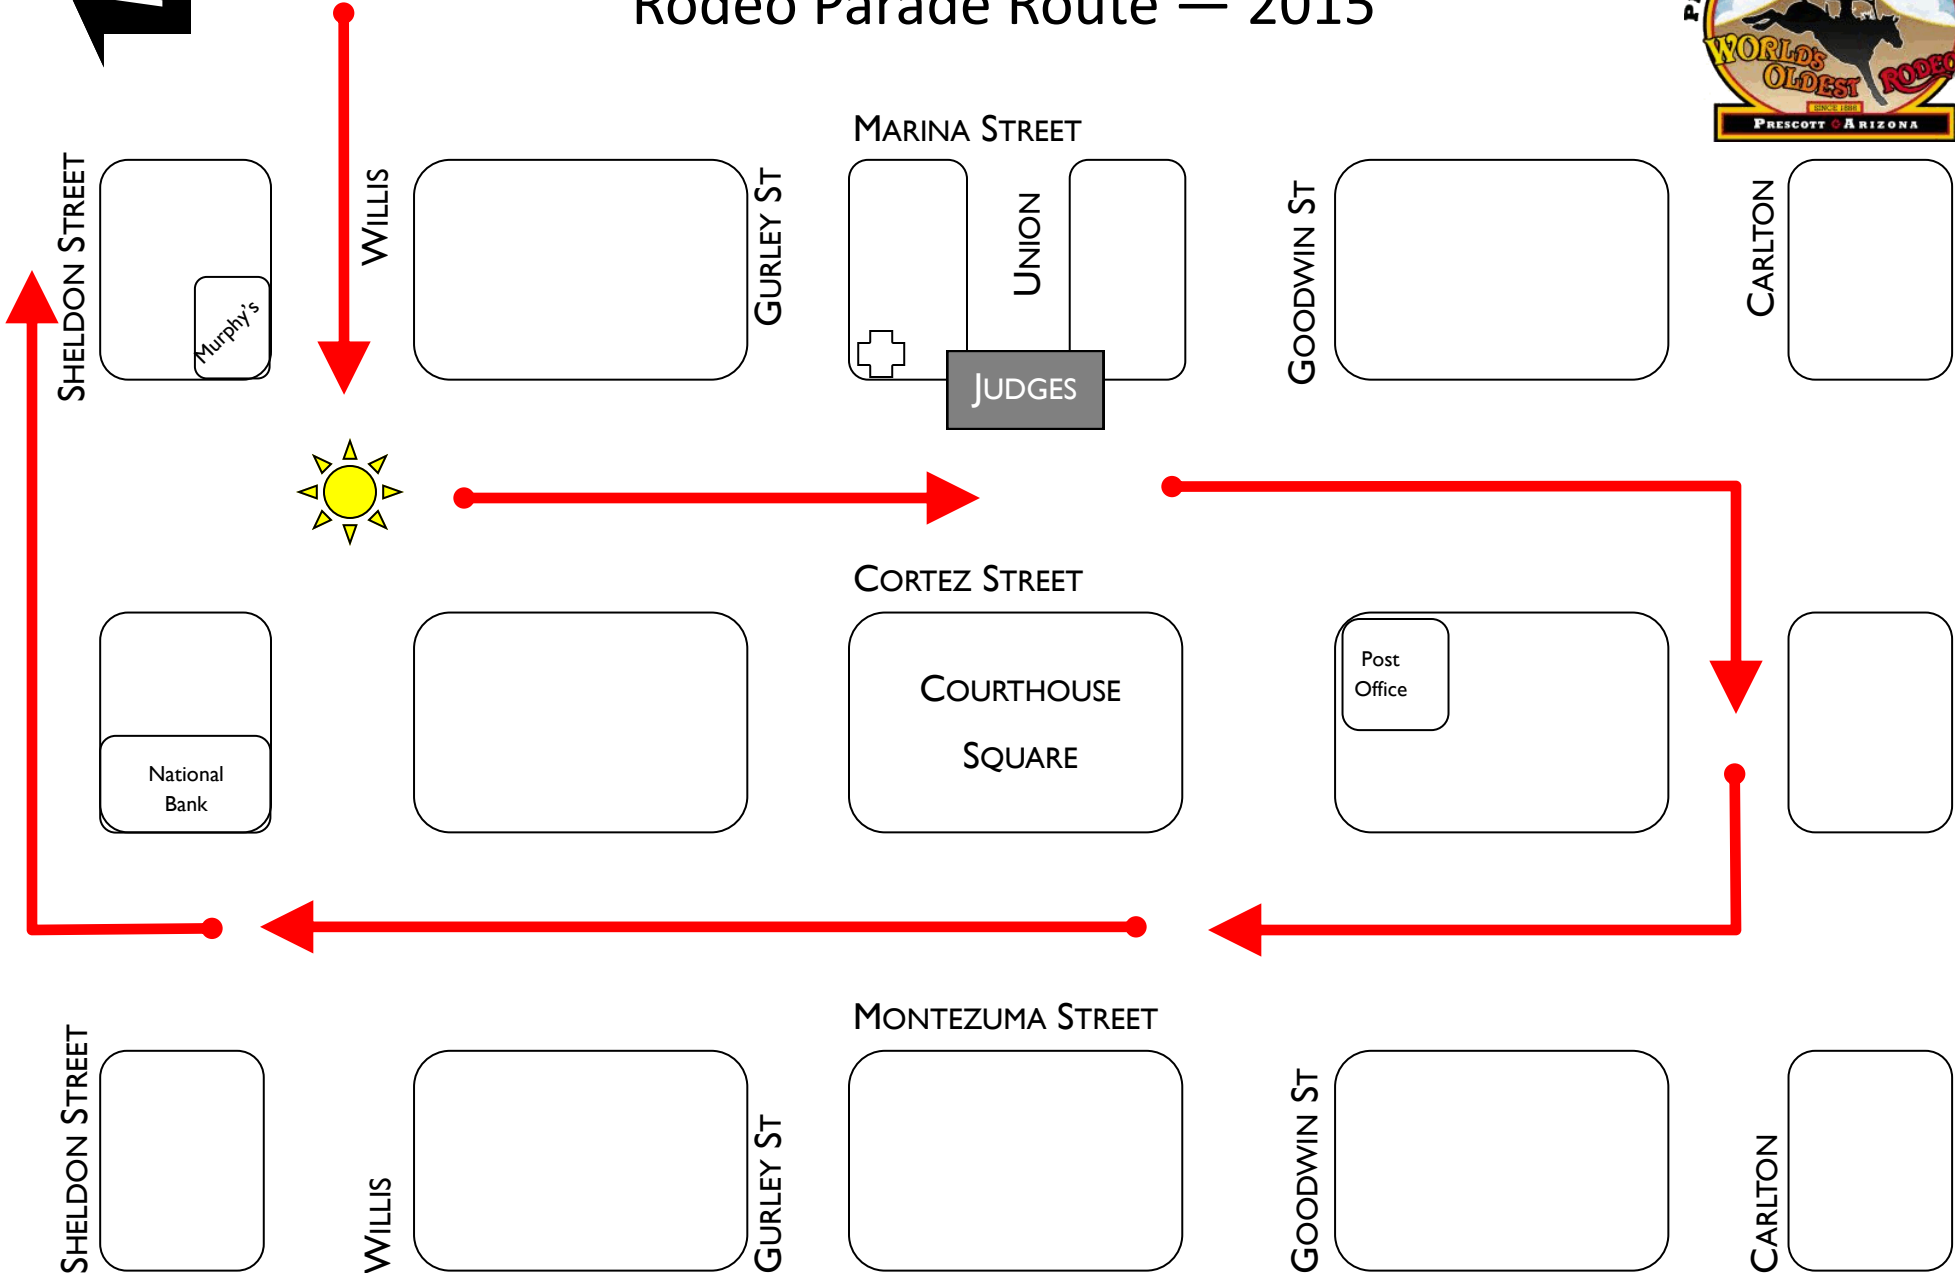 Rodeo Parade Route — 2015
WORLD'S
OLDEST
RODEO
SINCE 1888
PRESCOTT ARIZONA
MARINA STREET
SHELDON STREET
WILLIS
GURLEY ST
UNION
GOODWIN ST
CARLTON
Murphy's
JUDGES
CORTEZ STREET
COURTHOUSE
SQUARE
Post
Office
National
Bank
MONTEZUMA STREET
SHELDON STREET
WILLIS
GURLEY ST
GOODWIN ST
CARLTON